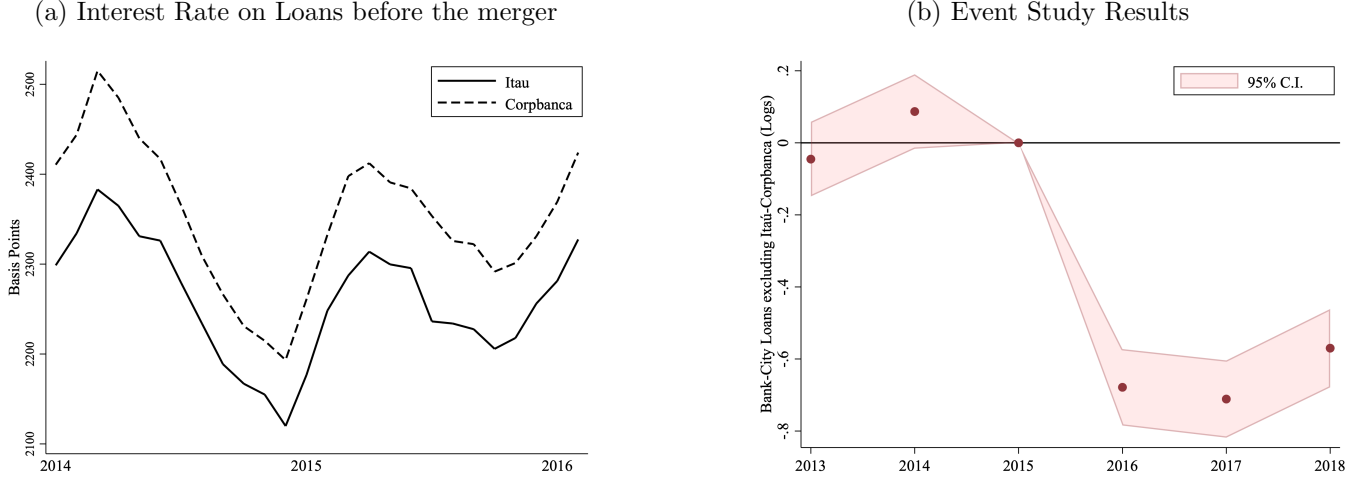 (a) Interest Rate on Loans before the merger
Basis Points
2500
2400
2300
2200
2100
2014
2015
2016
Itau
Corpbanca
(b) Event Study Results
Bank-City Loans excluding Itaú-Corpbanca (Logs)
.2
0
-.2
-.4
-.6
-.8
2013
2014
2015
2016
2017
2018
95% C.I.